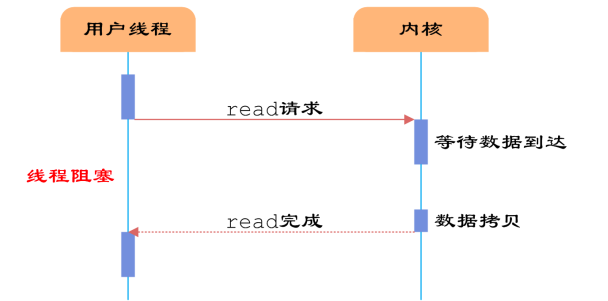 用户线程
内核
read请求
等待数据到达
线程阻塞
read完成
数据拷贝